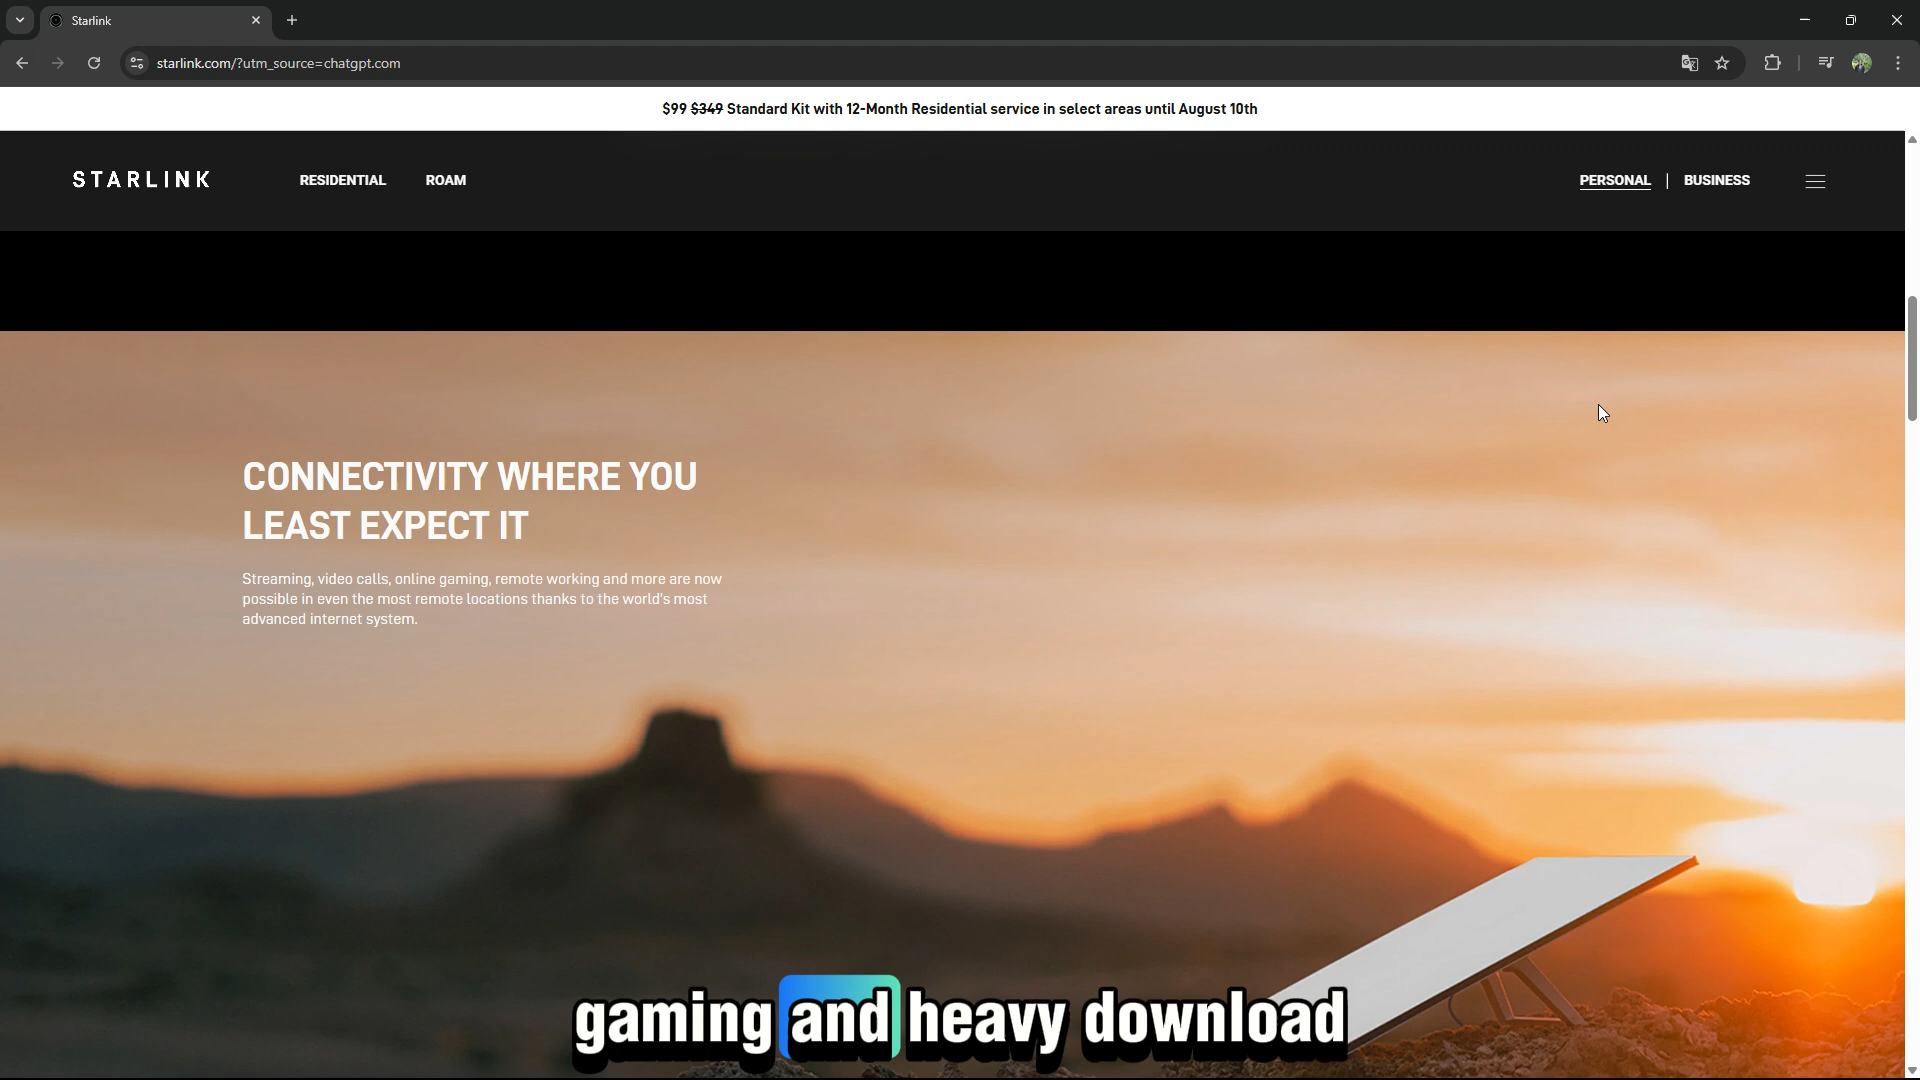 Starlink
starlink.com/?utm_source=chatgpt.com
$99 $349 Standard Kit with 12-Month Residential service in select areas until August 10th
STARLINK RESIDENTIAL ROAM PERSONAL | BUSINESS
CONNECTIVITY WHERE YOU
LEAST EXPECT IT
Streaming, video calls, online gaming, remote working and more are now
possible in even the most remote locations thanks to the world's most
advanced internet system.
gaming and heavy download